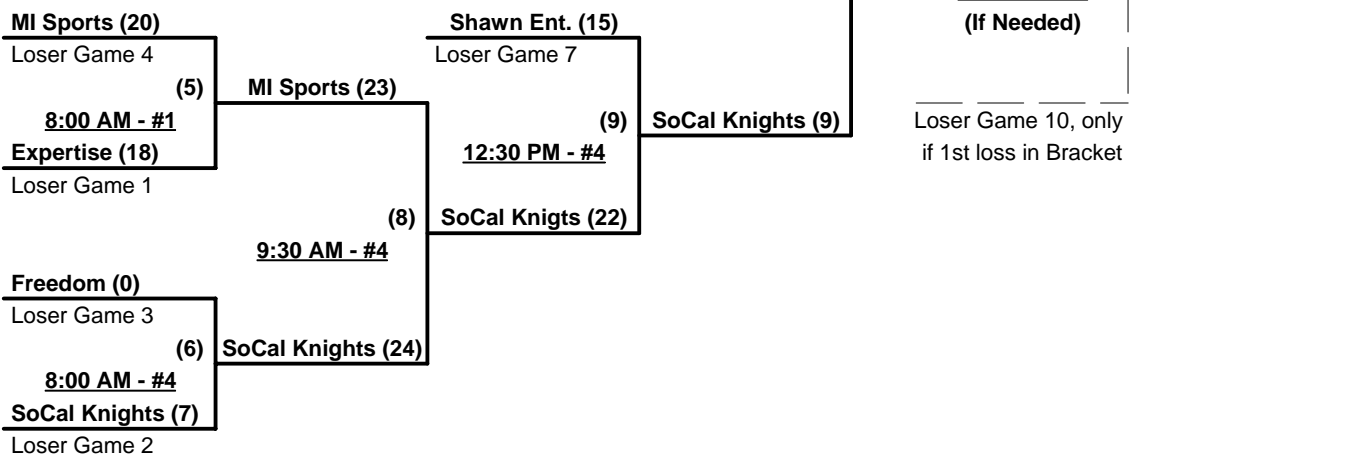 MI Sports (20)
Loser Game 4
(5)
8:00 AM - #1
Expertise (18)
Loser Game 1
MI Sports (23)
(8)
9:30 AM - #4
Freedom (0)
Loser Game 3
(6)
8:00 AM - #4
SoCal Knights (7)
Loser Game 2
SoCal Knights (24)
Shawn Ent. (15)
Loser Game 7
(9)
12:30 PM - #4
SoCal Knigts (22)
SoCal Knights (9)
(If Needed)
Loser Game 10, only
if 1st loss in Bracket